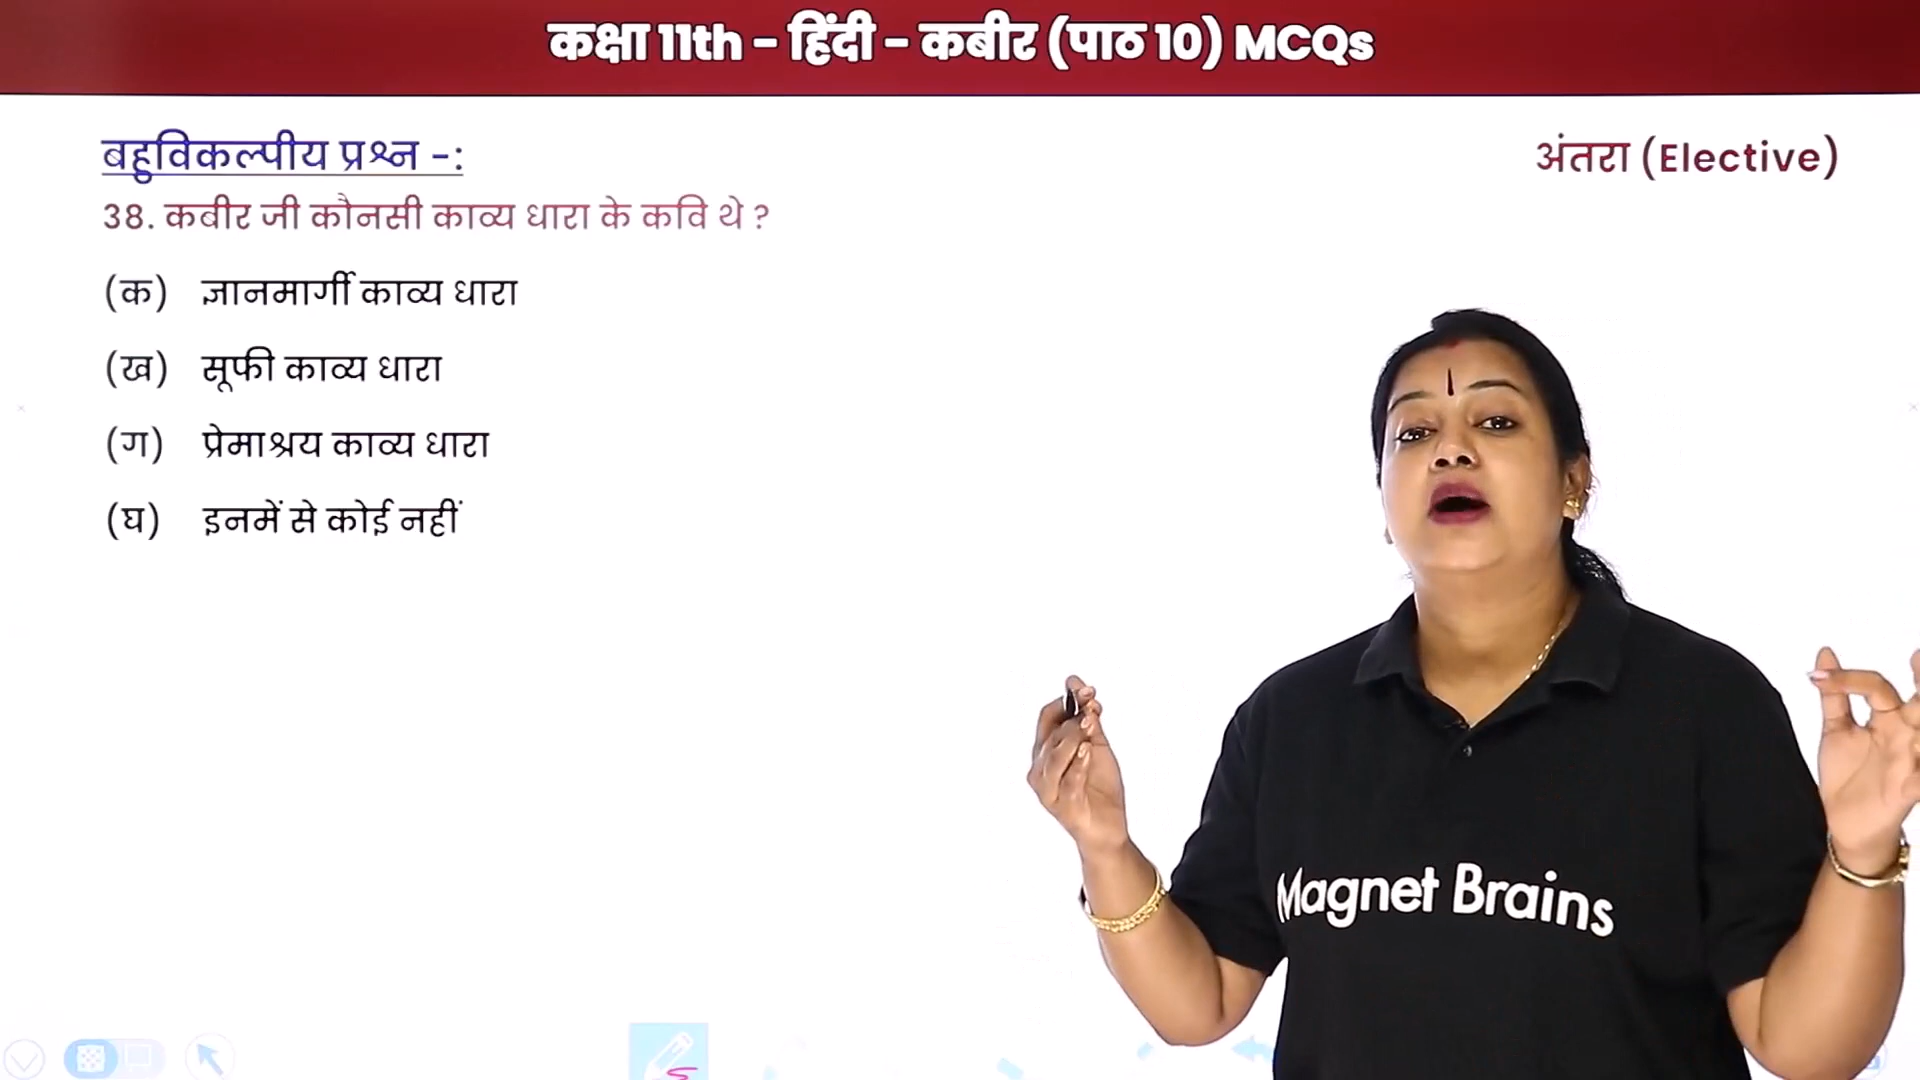 कक्षा 11th - हिंदी - कबीर (पाठ 10) MCQs
बहुविकल्पीय प्रश्न -:
अंतरा (Elective)
38. कबीर जी कौनसी काव्य धारा के कवि थे ?
(क) ज्ञानमार्गी काव्य धारा
(ख) सूफी काव्य धारा
(ग) प्रेमाश्रय काव्य धारा
(घ) इनमें से कोई नहीं
Magnet Brains